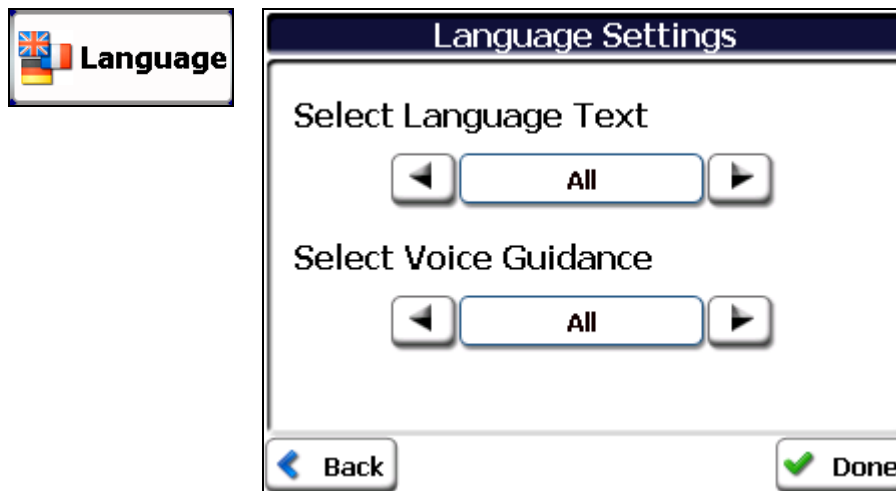 Language
Language Settings
Select Language Text
All
Select Voice Guidance
All
Back
Done